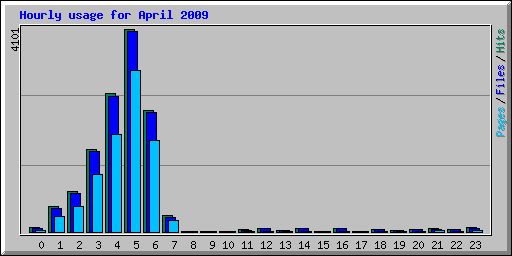 Hourly usage for April 2009
4101
Pages/Files/Hits
0 1 2 3 4 5 6 7 8 9 10 11 12 13 14 15 16 17 18 19 20 21 22 23